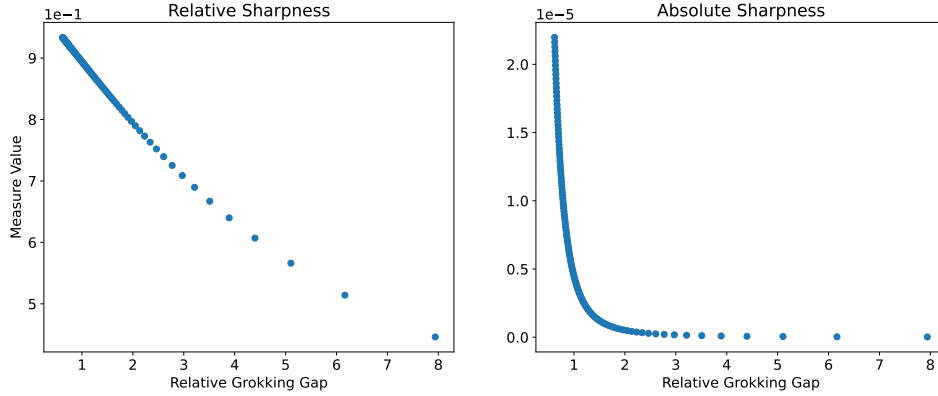 Relative Sharpness
1e−1
Measure Value
9
8
7
6
5
1 2 3 4 5 6 7 8
Relative Grokking Gap
Absolute Sharpness
1e−5
2.0
1.5
1.0
0.5
0.0
1 2 3 4 5 6 7 8
Relative Grokking Gap